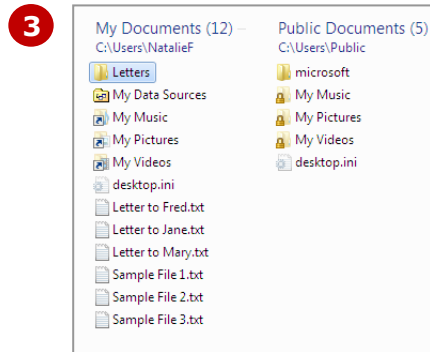 3
My Documents (12)
C:\Users\NatalieF
Letters
My Data Sources
My Music
My Pictures
My Videos
desktop.ini
Letter to Fred.txt
Letter to Jane.txt
Letter to Mary.txt
Sample File 1.txt
Sample File 2.txt
Sample File 3.txt
Public Documents (5)
C:\Users\Public
microsoft
My Music
My Pictures
My Videos
desktop.ini